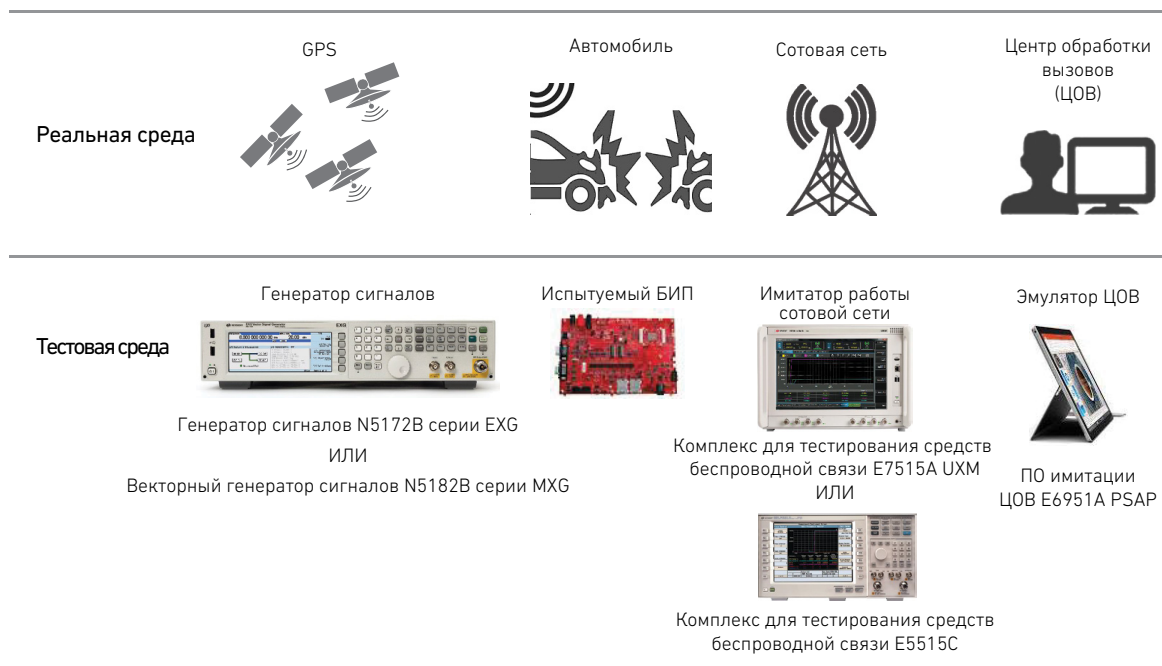 GPS
Автомобиль
Сотовая сеть
Центр обработки
вызовов
(ЦОВ)
Реальная среда
Генератор сигналов
Испытуемый БИП
Имитатор работы
сотовой сети
Эмулятор ЦОВ
Тестовая среда
EXG
Генератор сигналов N5172B серии EXG
ИЛИ
Векторный генератор сигналов N5182B серии MXG
Комплекс для тестирования средств
беспроводной связи E7515A UXM
ИЛИ
ПО имитации
ЦОВ E6951A PSAP
Комплекс для тестирования средств
беспроводной связи E5515C